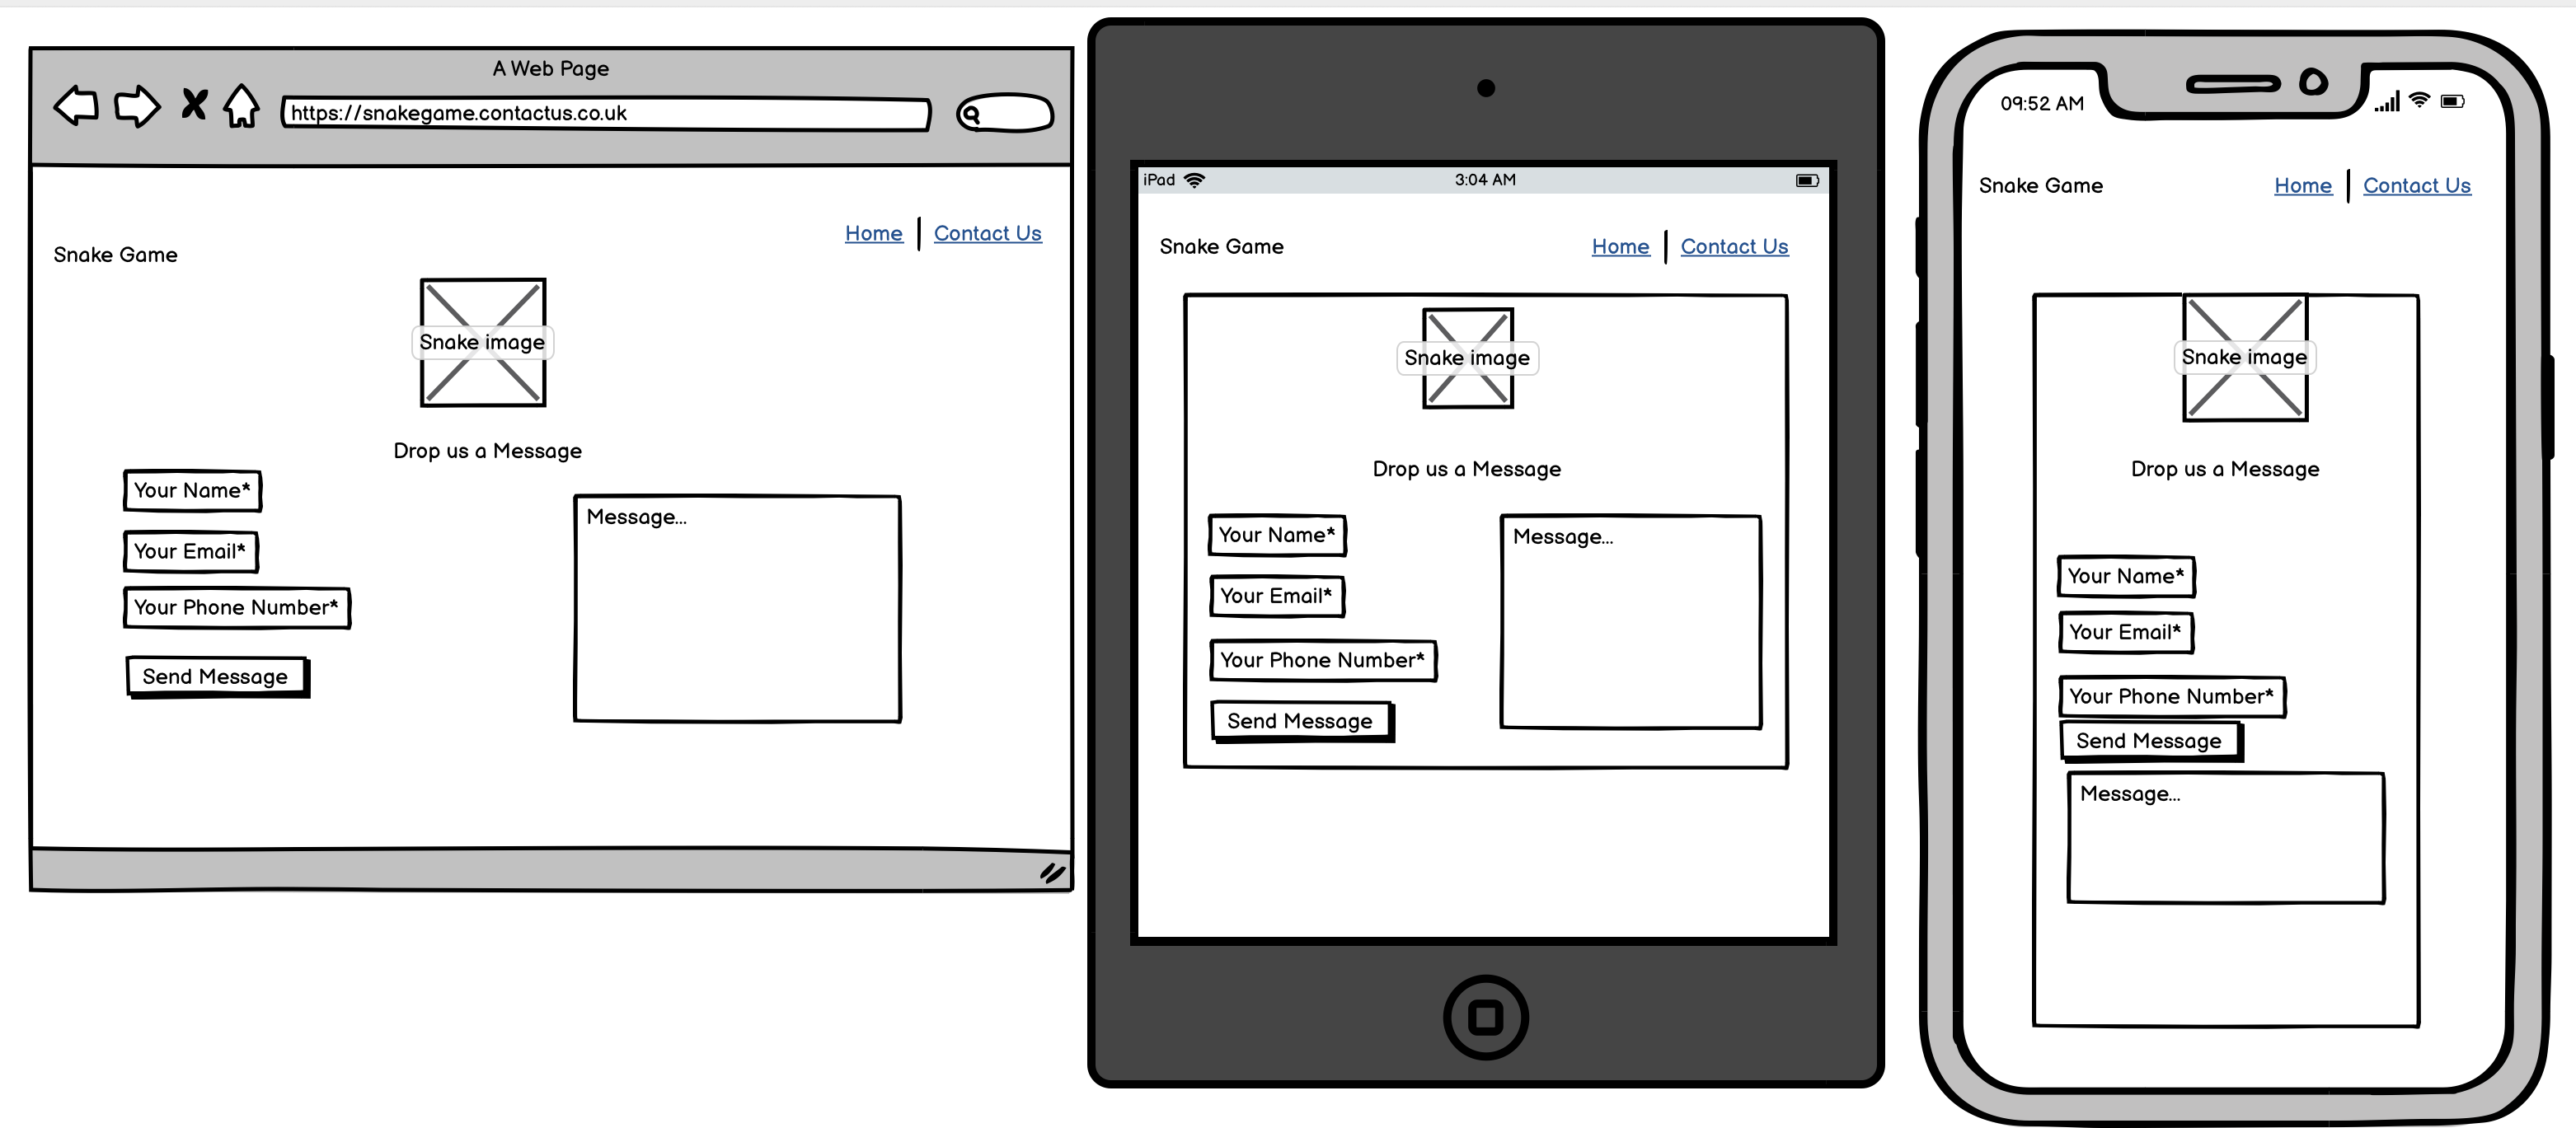 A Web Page
https://snakegame.contactus.co.uk
Home | Contact Us
Snake Game
Snake image
Drop us a Message
Your Name*
Your Email*
Your Phone Number*
Send Message
Message...
iPad 3:04 AM
Snake Game Home | Contact Us
Snake image
Drop us a Message
Your Name*
Your Email*
Your Phone Number*
Send Message
Message...
09:52 AM
Snake Game Home | Contact Us
Snake image
Drop us a Message
Your Name*
Your Email*
Your Phone Number*
Send Message
Message...